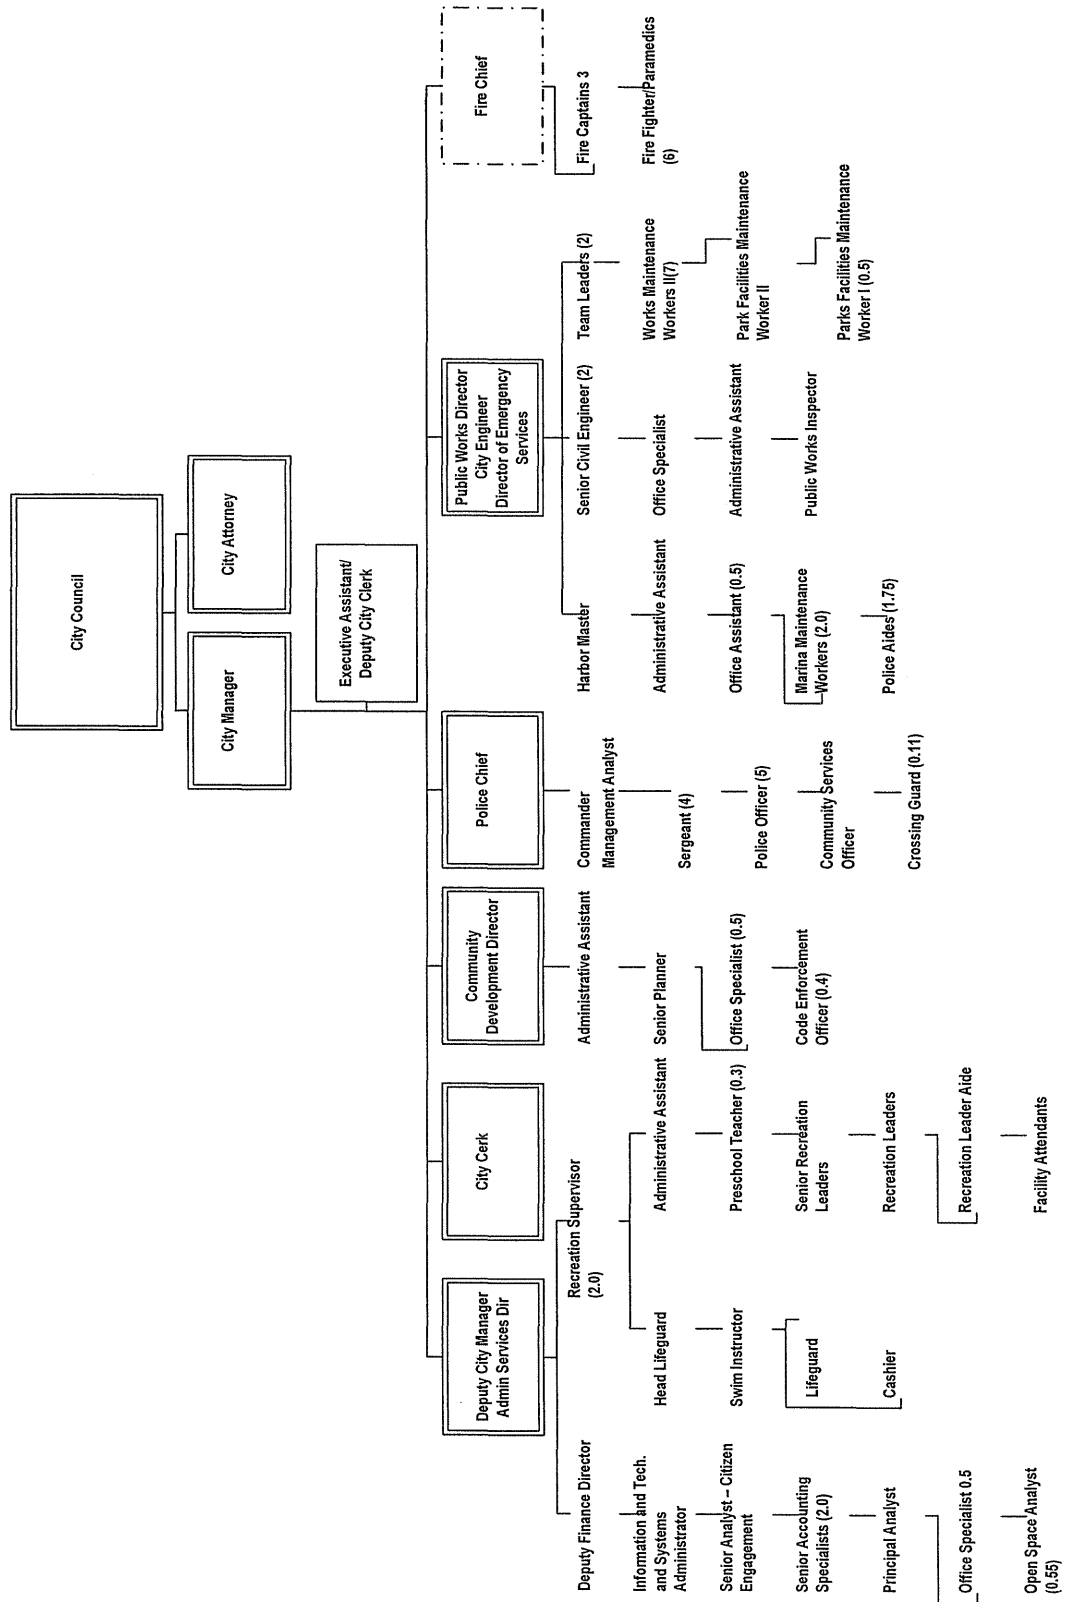 City Council
City Manager
City Attorney
Executive Assistant/
Deputy City Clerk
Deputy City Manager
Admin Services Dir
City Cerk
Community
Development Director
Police Chief
Public Works Director
City Engineer
Director of Emergency
Services
Fire Chief
Deputy Finance Director
Information and Tech.
and Systems
Administrator
Senior Analyst – Citizen
Engagement
Senior Accounting
Specialists (2.0)
Principal Analyst
Office Specialist 0.5
Open Space Analyst
(0.55)
Recreation Supervisor
(2.0)
Head Lifeguard
Swim Instructor
Lifeguard
Cashier
Administrative Assistant
Preschool Teacher (0.3)
Senior Recreation
Leaders
Recreation Leaders
Recreation Leader Aide
Facility Attendants
Administrative Assistant
Senior Planner
Office Specialist (0.5)
Code Enforcement
Officer (0.4)
Commander
Management Analyst
Sergeant (4)
Police Officer (5)
Community Services
Officer
Crossing Guard (0.11)
Harbor Master
Administrative Assistant
Office Assistant (0.5)
Marina Maintenance
Workers (2.0)
Police Aides (1.75)
Senior Civil Engineer (2)
Office Specialist
Administrative Assistant
Public Works Inspector
Team Leaders (2)
Works Maintenance
Workers II(7)
Park Facilities Maintenance
Worker II
Parks Facilities Maintenance
Worker I (0.5)
Fire Captains 3
Fire Fighter/Paramedics
(6)